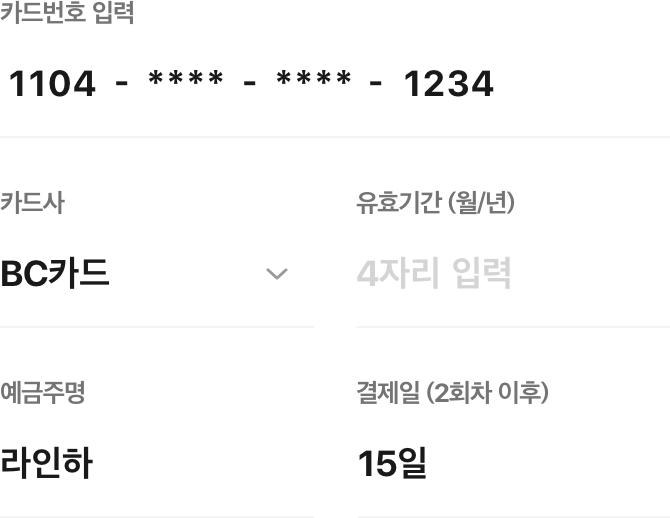 카드번호 입력
1104 - **** - **** - 1234
카드사 유효기간 (월/년)
BC카드 4자리 입력
예금주명 결제일 (2회차 이후)
라인하 15일